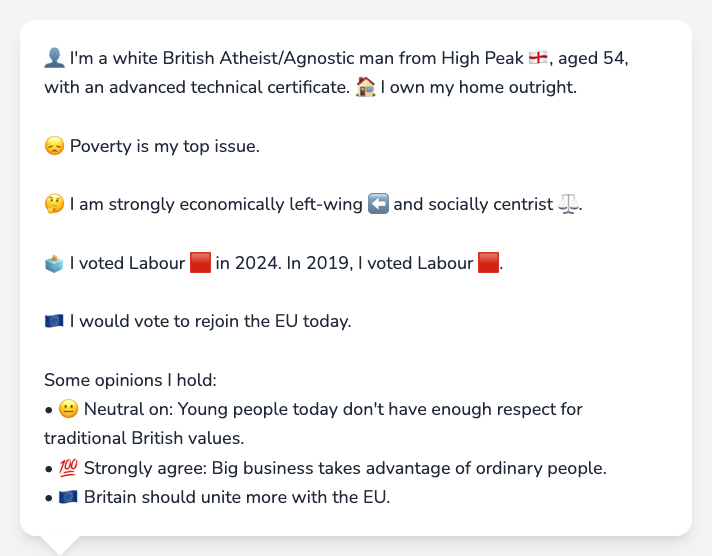 👤 I'm a white British Atheist/Agnostic man from High Peak 🏴󠁧󠁢󠁥󠁮󠁧󠁿, aged 54,
with an advanced technical certificate. 🏠 I own my home outright.
😞 Poverty is my top issue.
🤔 I am strongly economically left-wing ⬅️ and socially centrist ⚖️.
🗳️ I voted Labour 🟥 in 2024. In 2019, I voted Labour 🟥.
🇪🇺 I would vote to rejoin the EU today.
Some opinions I hold:
• 😐 Neutral on: Young people today don't have enough respect for
traditional British values.
• 💯 Strongly agree: Big business takes advantage of ordinary people.
• 🇪🇺 Britain should unite more with the EU.